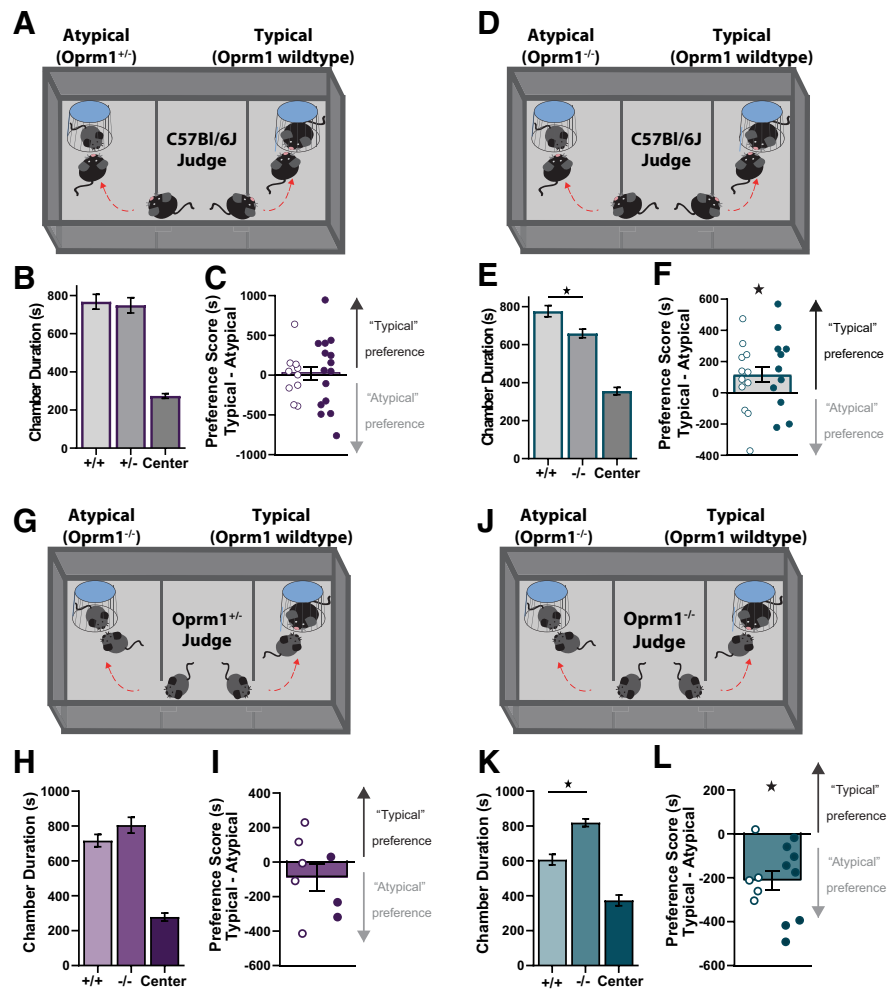 A
Atypical
(Oprm1+/-)
Typical
(Oprm1 wildtype)
C57Bl/6J
Judge
B
Chamber Duration (s)
800
600
400
200
0
+/+ +/- Center
C
Preference Score (s)
Typical - Atypical
1000
500
0
-500
-1000
“Typical”
preference
“Atypical”
preference
D
Atypical
(Oprm1-/-)
Typical
(Oprm1 wildtype)
C57Bl/6J
Judge
E
Chamber Duration (s)
800
600
400
200
0
+/+ -/- Center
F
Preference Score (s)
Typical - Atypical
600
400
200
0
-200
-400
“Typical”
preference
“Atypical”
preference
G
Atypical
(Oprm1-/-)
Typical
(Oprm1 wildtype)
Oprm1+/-
Judge
H
Chamber Duration (s)
1000
800
600
400
200
0
+/+ -/- Center
I
Preference Score (s)
Typical - Atypical
400
200
0
-200
-400
-600
“Typical”
preference
“Atypical”
preference
J
Atypical
(Oprm1-/-)
Typical
(Oprm1 wildtype)
Oprm1-/-
Judge
K
Chamber Duration (s)
1000
800
600
400
200
0
+/+ -/- Center
L
Preference Score (s)
Typical - Atypical
200
0
-200
-400
-600
“Typical”
preference
“Atypical”
preference